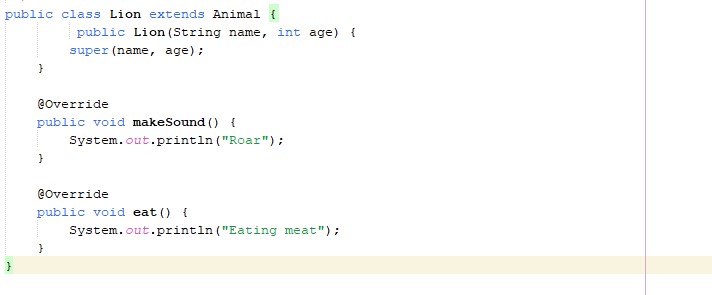 public class Lion extends Animal {
public Lion(String name, int age) {
super(name, age);
}
@Override
public void makeSound() {
System.out.println("Roar");
}
@Override
public void eat() {
System.out.println("Eating meat");
}
}